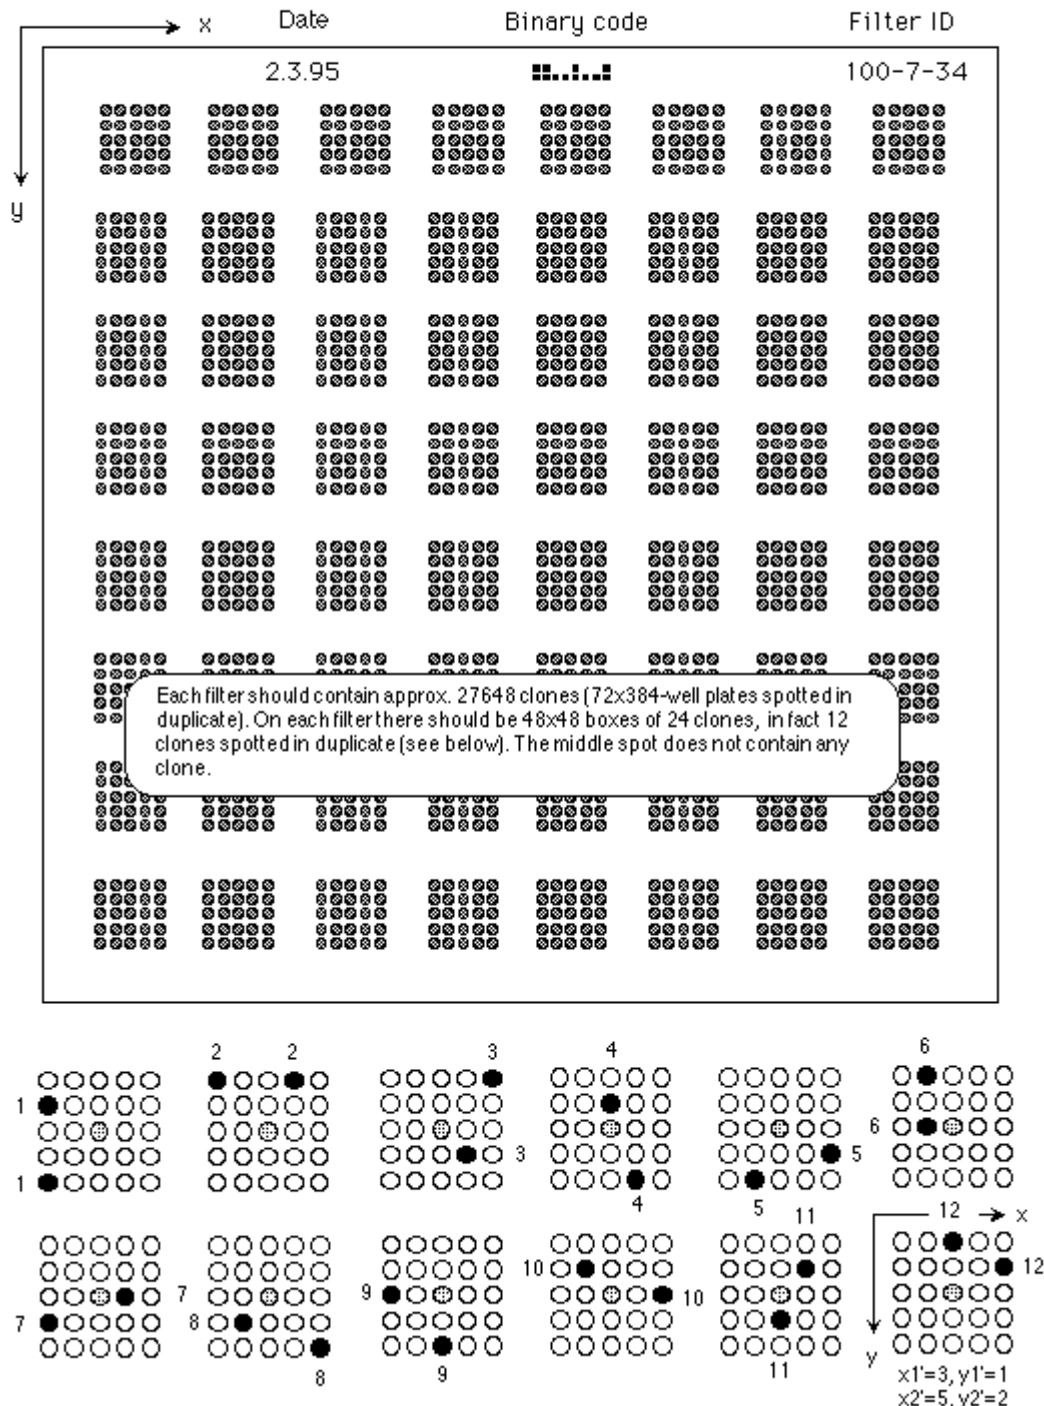 x Date Binary code Filter ID
2.3.95 100-7-34
y
Each filter should contain approx. 27648 clones (72x384-well plates spotted in
duplicate). On each filter there should be 48x48 boxes of 24 clones, in fact 12
clones spotted in duplicate (see below). The middle spot does not contain any
clone.
2 2 3 4 6
1
6
3 5
1
4 5 11 12 x
10 12
7 9 10
7 8
y
8 9 11
x1'=3, y1'=1
x2'=5, y2'=2